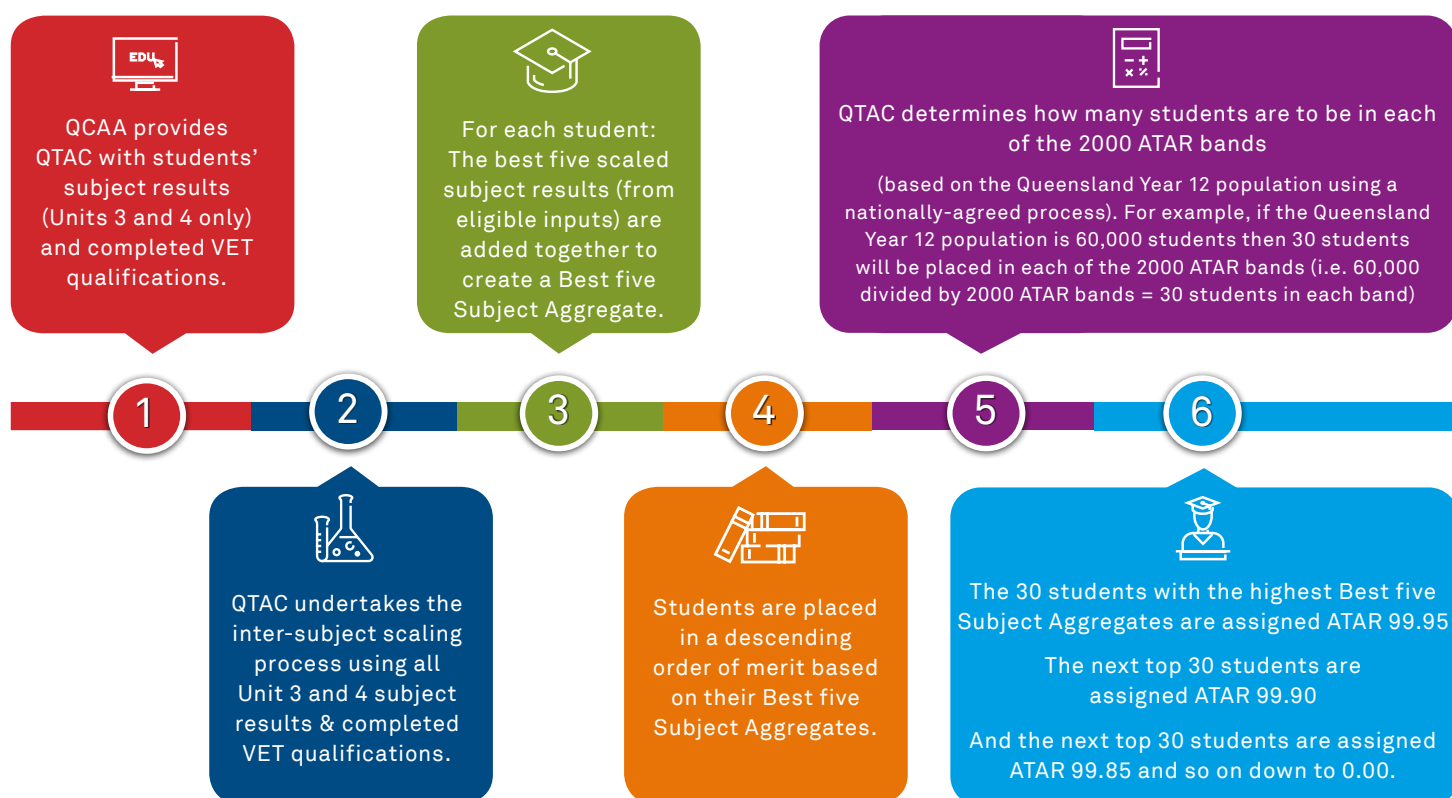 EDU
QCAA provides
QTAC with students’
subject results
(Units 3 and 4 only)
and completed VET
qualifications.
For each student:
The best five scaled
subject results (from
eligible inputs) are
added together to
create a Best five
Subject Aggregate.
QTAC determines how many students are to be in each
of the 2000 ATAR bands
(based on the Queensland Year 12 population using a
nationally-agreed process). For example, if the Queensland
Year 12 population is 60,000 students then 30 students
will be placed in each of the 2000 ATAR bands (i.e. 60,000
divided by 2000 ATAR bands = 30 students in each band)
1
2
3
4
5
6
QTAC undertakes the
inter-subject scaling
process using all
Unit 3 and 4 subject
results & completed
VET qualifications.
Students are placed
in a descending
order of merit based
on their Best five
Subject Aggregates.
The 30 students with the highest Best five
Subject Aggregates are assigned ATAR 99.95
The next top 30 students are
assigned ATAR 99.90
And the next top 30 students are assigned
ATAR 99.85 and so on down to 0.00.